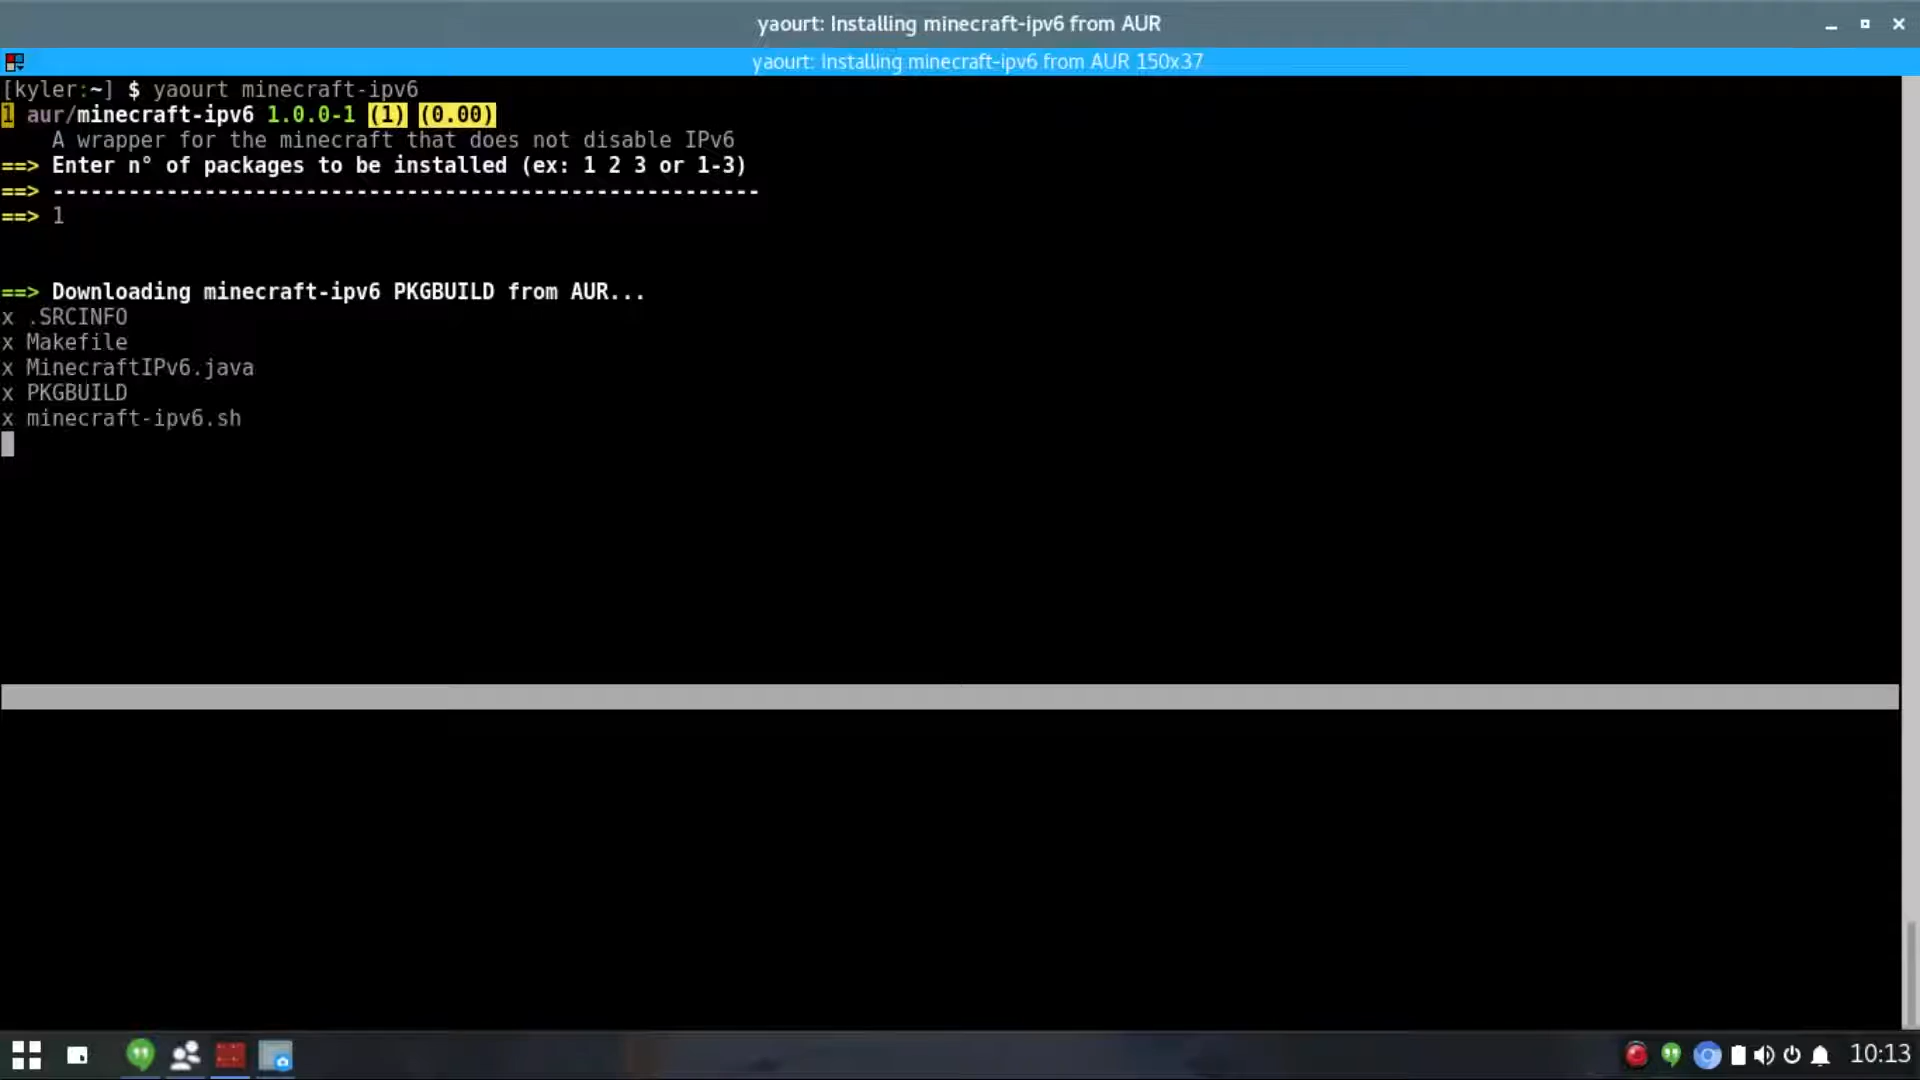 yaourt: Installing minecraft-ipv6 from AUR
yaourt: Installing minecraft-ipv6 from AUR 150x37
[kyler:~] $ yaourt minecraft-ipv6
1 aur/minecraft-ipv6 1.0.0-1 (1) (0.00)
A wrapper for the minecraft that does not disable IPv6
==> Enter n° of packages to be installed (ex: 1 2 3 or 1-3)
==> --------------------------------------------------------
==> 1
==> Downloading minecraft-ipv6 PKGBUILD from AUR...
x .SRCINFO
x Makefile
x MinecraftIPv6.java
x PKGBUILD
x minecraft-ipv6.sh
10:13